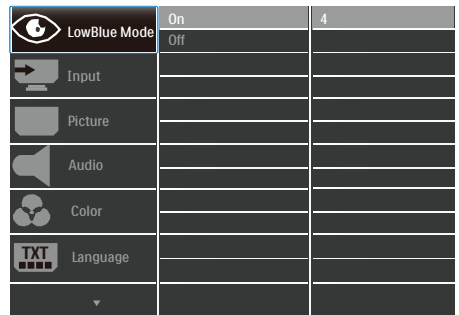 LowBlue Mode
On
4
Off
Input
Picture
Audio
Color
TXT
Language